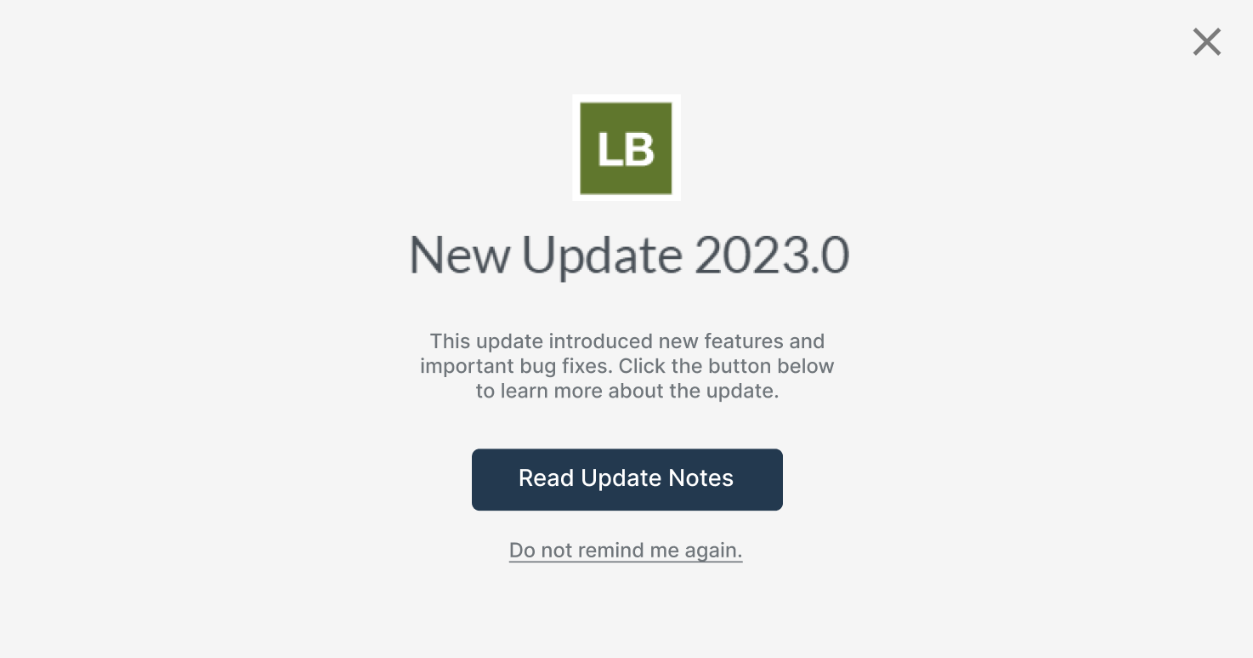 LB
New Update 2023.0
This update introduced new features and
important bug fixes. Click the button below
to learn more about the update.
Read Update Notes
Do not remind me again.